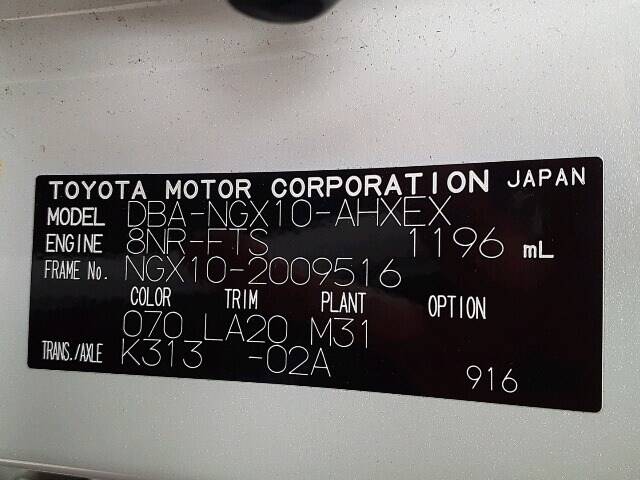 TOYOTA MOTOR CORPORATION JAPAN
MODEL DBA-NGX10-AHXEX
ENGINE 8NR-FTS 1196 mL
FRAME No. NGX10-2009516
COLOR TRIM PLANT OPTION
070 LA20 M31
TRANS./AXLE K313 -02A
916